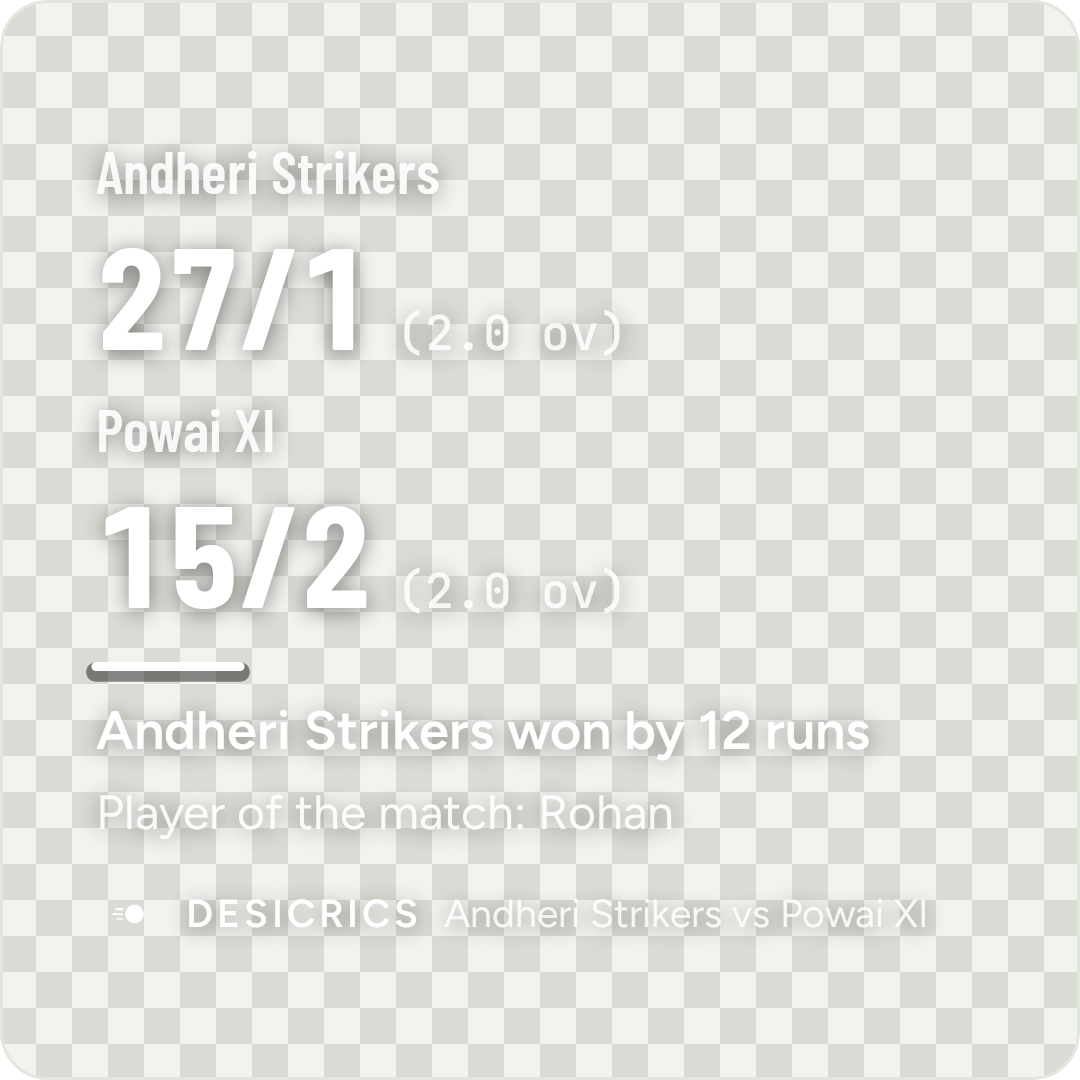 Andheri Strikers
27/1 (2.0 ov)
Powai XI
15/2 (2.0 ov)
Andheri Strikers won by 12 runs
Player of the match: Rohan
DESICRICS Andheri Strikers vs Powai XI